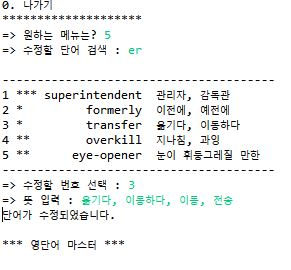 0. 나가기
********************
=> 원하는 메뉴는? 5
=> 수정할 단어 검색 : er

---------------------------------------
1 *** superintendent  관리자, 감독관
2 *         formerly  이전에, 예전에
3 *         transfer  옮기다, 이동하다
4 **        overkill  지나침, 과잉
5 **      eye-opener  눈이 휘둥그레질 만한
---------------------------------------
=> 수정할 번호 선택 : 3
=> 뜻 입력 : 옮기다, 이동하다, 이동, 전송
단어가 수정되었습니다.

*** 영단어 마스터 ***